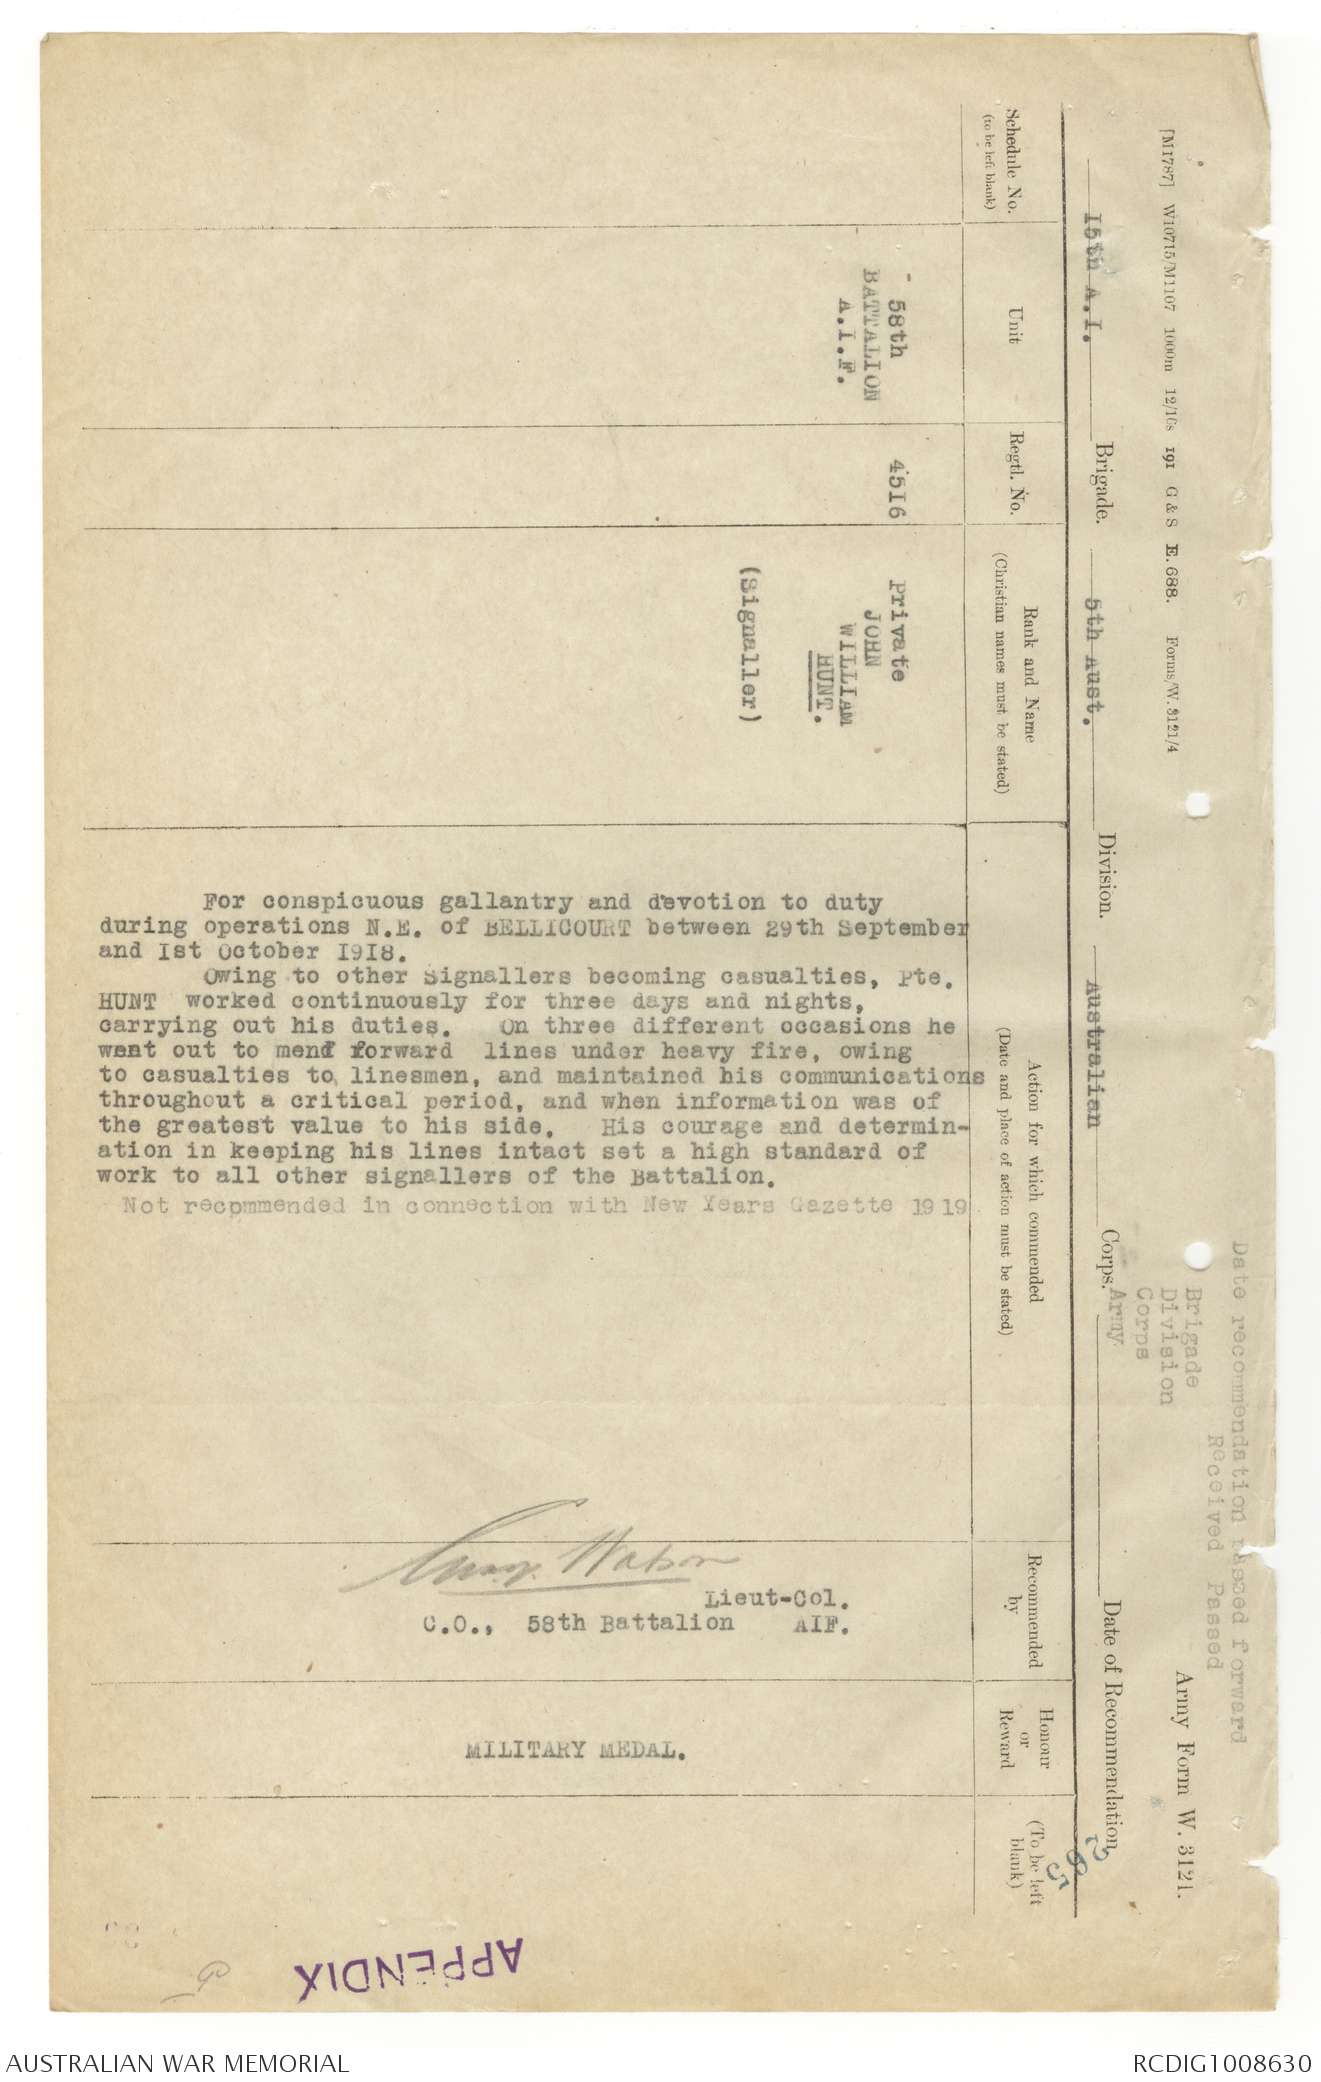 [M1787] W10715/M1107 1000m 12/16s 191 G & S E. 688. Forms/W. 3121/4
Army Form W. 3121.
Date recommendation passed forward
Received Passed
Brigade
Division
Corps
Army
15th A.I. Brigade. 5th Aust. Division. Australian Corps. Date of Recommendation
285
Schedule No.
(to be left blank)
Unit
Regtl. No.
Rank and Name
(Christian names must be stated)
Action for which commended
(Date and place of action must be stated)
Recommended
by
Honour
or
Reward
(To be left
blank)
58th
BATTALION
A.I.F.
4516
Private
JOHN
WILLIAM
HUNT.
(Signaller)
For conspicuous gallantry and devotion to duty
during operations N.E. of BELLICOURT between 29th September
and 1st October 1918.
Owing to other Signallers becoming casualties, Pte.
HUNT worked continuously for three days and nights,
carrying out his duties. On three different occasions he
went out to mend forward lines under heavy fire, owing
to casualties to linesmen, and maintained his communications
throughout a critical period, and when information was of
the greatest value to his side. His courage and determin-
ation in keeping his lines intact set a high standard of
work to all other signallers of the Battalion.
Not recommended in connection with New Years Gazette 1919
Watson
Lieut-Col.
C.O., 58th Battalion AIF.
MILITARY MEDAL.
APPENDIX
AUSTRALIAN WAR MEMORIAL
RCDIG1008630